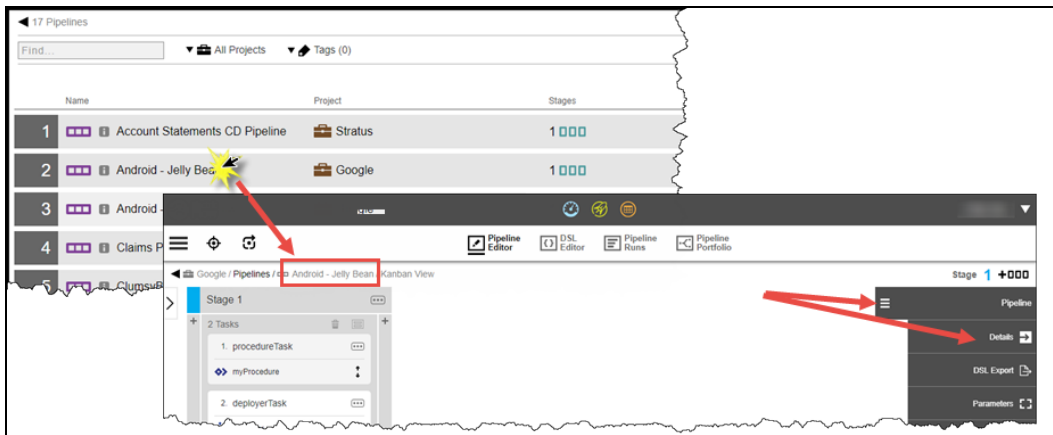 17 Pipelines
Find...
All Projects
Tags (0)
Name Project Stages
1 Account Statements CD Pipeline Stratus 1
2 Android - Jelly Bea Google 1
3 Android -
4 Claims P
5 ClumsyB
Pipeline Editor
DSL Editor
Pipeline Runs
Pipeline Portfolio
Google / Pipelines / Android - Jelly Bean / Kanban View
Stage 1 +
Stage 1
Pipeline
+ 2 Tasks +
Details
1. procedureTask
myProcedure
DSL Export
2. deployerTask
Parameters